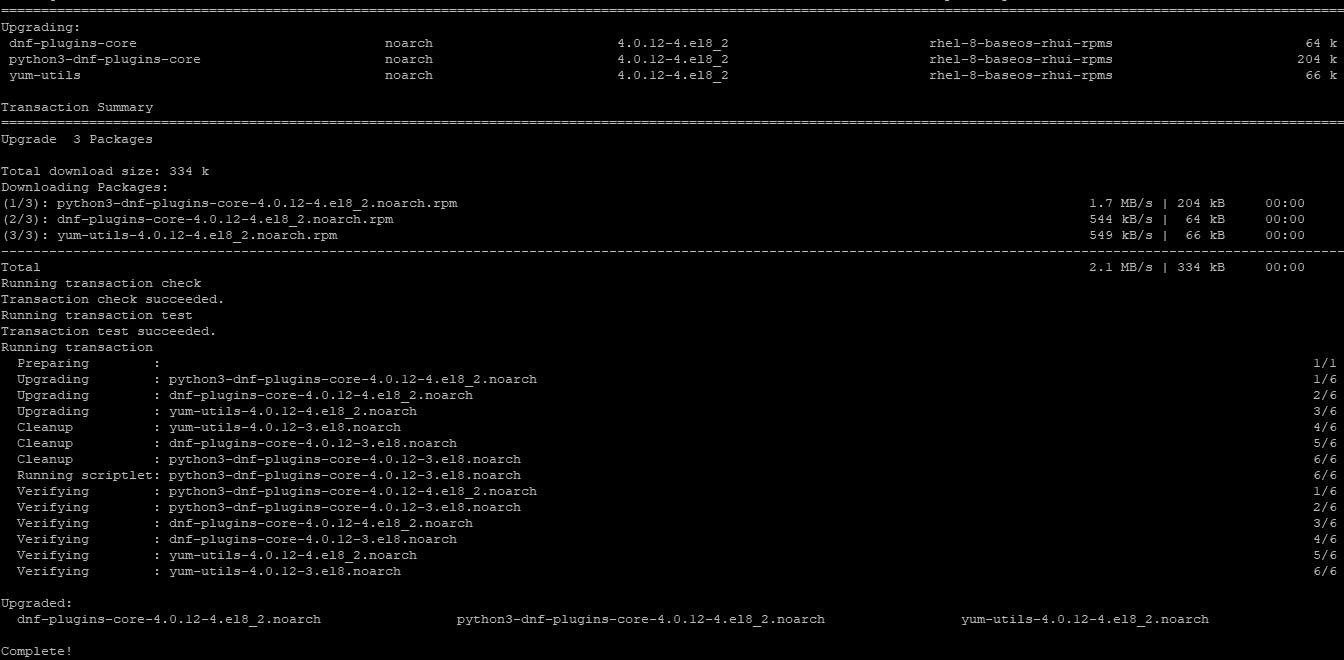 Upgrading:
dnf-plugins-core noarch 4.0.12-4.el8_2 rhel-8-baseos-rhui-rpms 64 k
python3-dnf-plugins-core noarch 4.0.12-4.el8_2 rhel-8-baseos-rhui-rpms 204 k
yum-utils noarch 4.0.12-4.el8_2 rhel-8-baseos-rhui-rpms 66 k
Transaction Summary
Upgrade 3 Packages
Total download size: 334 k
Downloading Packages:
(1/3): python3-dnf-plugins-core-4.0.12-4.el8_2.noarch.rpm 1.7 MB/s | 204 kB 00:00
(2/3): dnf-plugins-core-4.0.12-4.el8_2.noarch.rpm 544 kB/s | 64 kB 00:00
(3/3): yum-utils-4.0.12-4.el8_2.noarch.rpm 549 kB/s | 66 kB 00:00
Total 2.1 MB/s | 334 kB 00:00
Running transaction check
Transaction check succeeded.
Running transaction test
Transaction test succeeded.
Running transaction
Preparing : 1/1
Upgrading : python3-dnf-plugins-core-4.0.12-4.el8_2.noarch 1/6
Upgrading : dnf-plugins-core-4.0.12-4.el8_2.noarch 2/6
Upgrading : yum-utils-4.0.12-4.el8_2.noarch 3/6
Cleanup : yum-utils-4.0.12-3.el8.noarch 4/6
Cleanup : dnf-plugins-core-4.0.12-3.el8.noarch 5/6
Cleanup : python3-dnf-plugins-core-4.0.12-3.el8.noarch 6/6
Running scriptlet: python3-dnf-plugins-core-4.0.12-3.el8.noarch 6/6
Verifying : python3-dnf-plugins-core-4.0.12-4.el8_2.noarch 1/6
Verifying : python3-dnf-plugins-core-4.0.12-3.el8.noarch 2/6
Verifying : dnf-plugins-core-4.0.12-4.el8_2.noarch 3/6
Verifying : dnf-plugins-core-4.0.12-3.el8.noarch 4/6
Verifying : yum-utils-4.0.12-4.el8_2.noarch 5/6
Verifying : yum-utils-4.0.12-3.el8.noarch 6/6
Upgraded:
dnf-plugins-core-4.0.12-4.el8_2.noarch python3-dnf-plugins-core-4.0.12-4.el8_2.noarch yum-utils-4.0.12-4.el8_2.noarch
Complete!